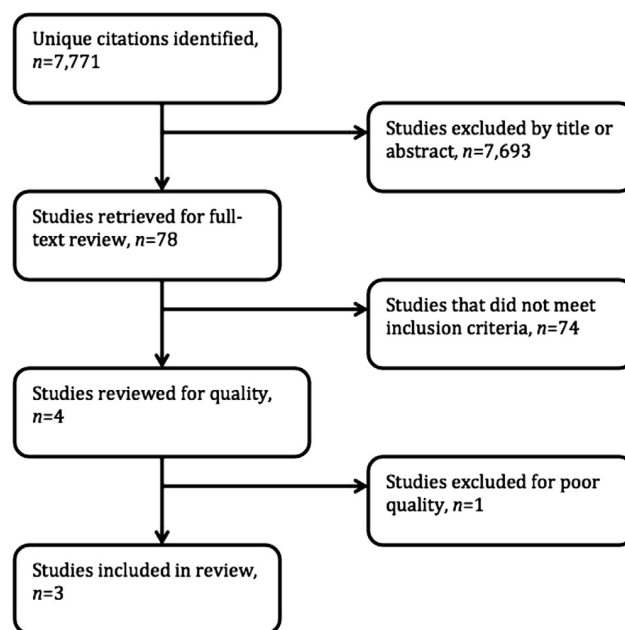 Unique citations identified,
n=7,771
Studies excluded by title or
abstract, n=7,693
Studies retrieved for full-
text review, n=78
Studies that did not meet
inclusion criteria, n=74
Studies reviewed for quality,
n=4
Studies excluded for poor
quality, n=1
Studies included in review,
n=3